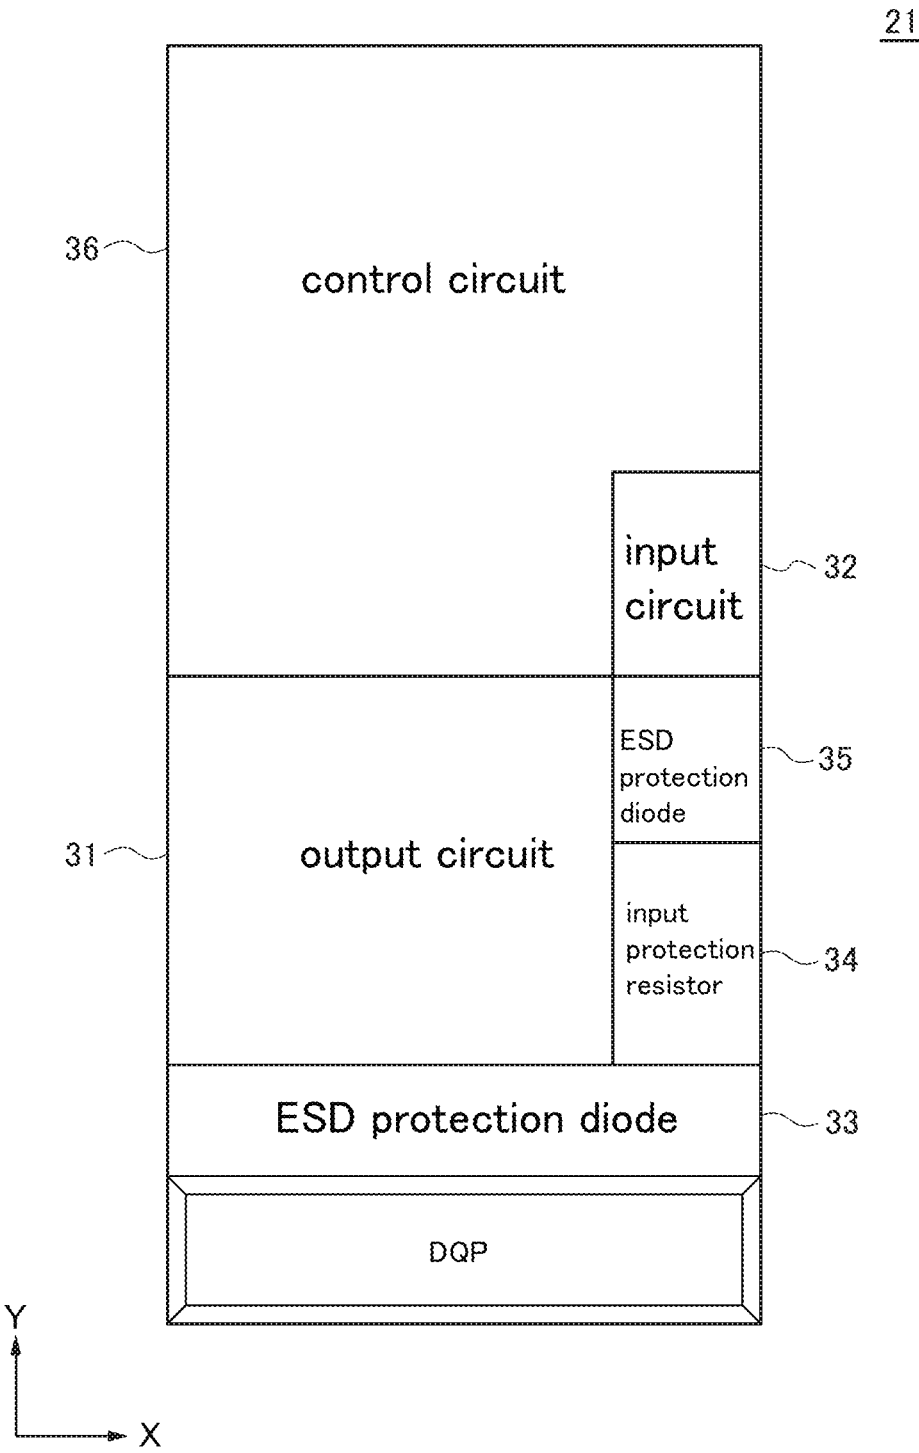 21
36
control circuit
input
circuit
32
ESD
protection
diode
35
31
output circuit
input
protection
resistor
34
ESD protection diode
33
DQP
Y
X